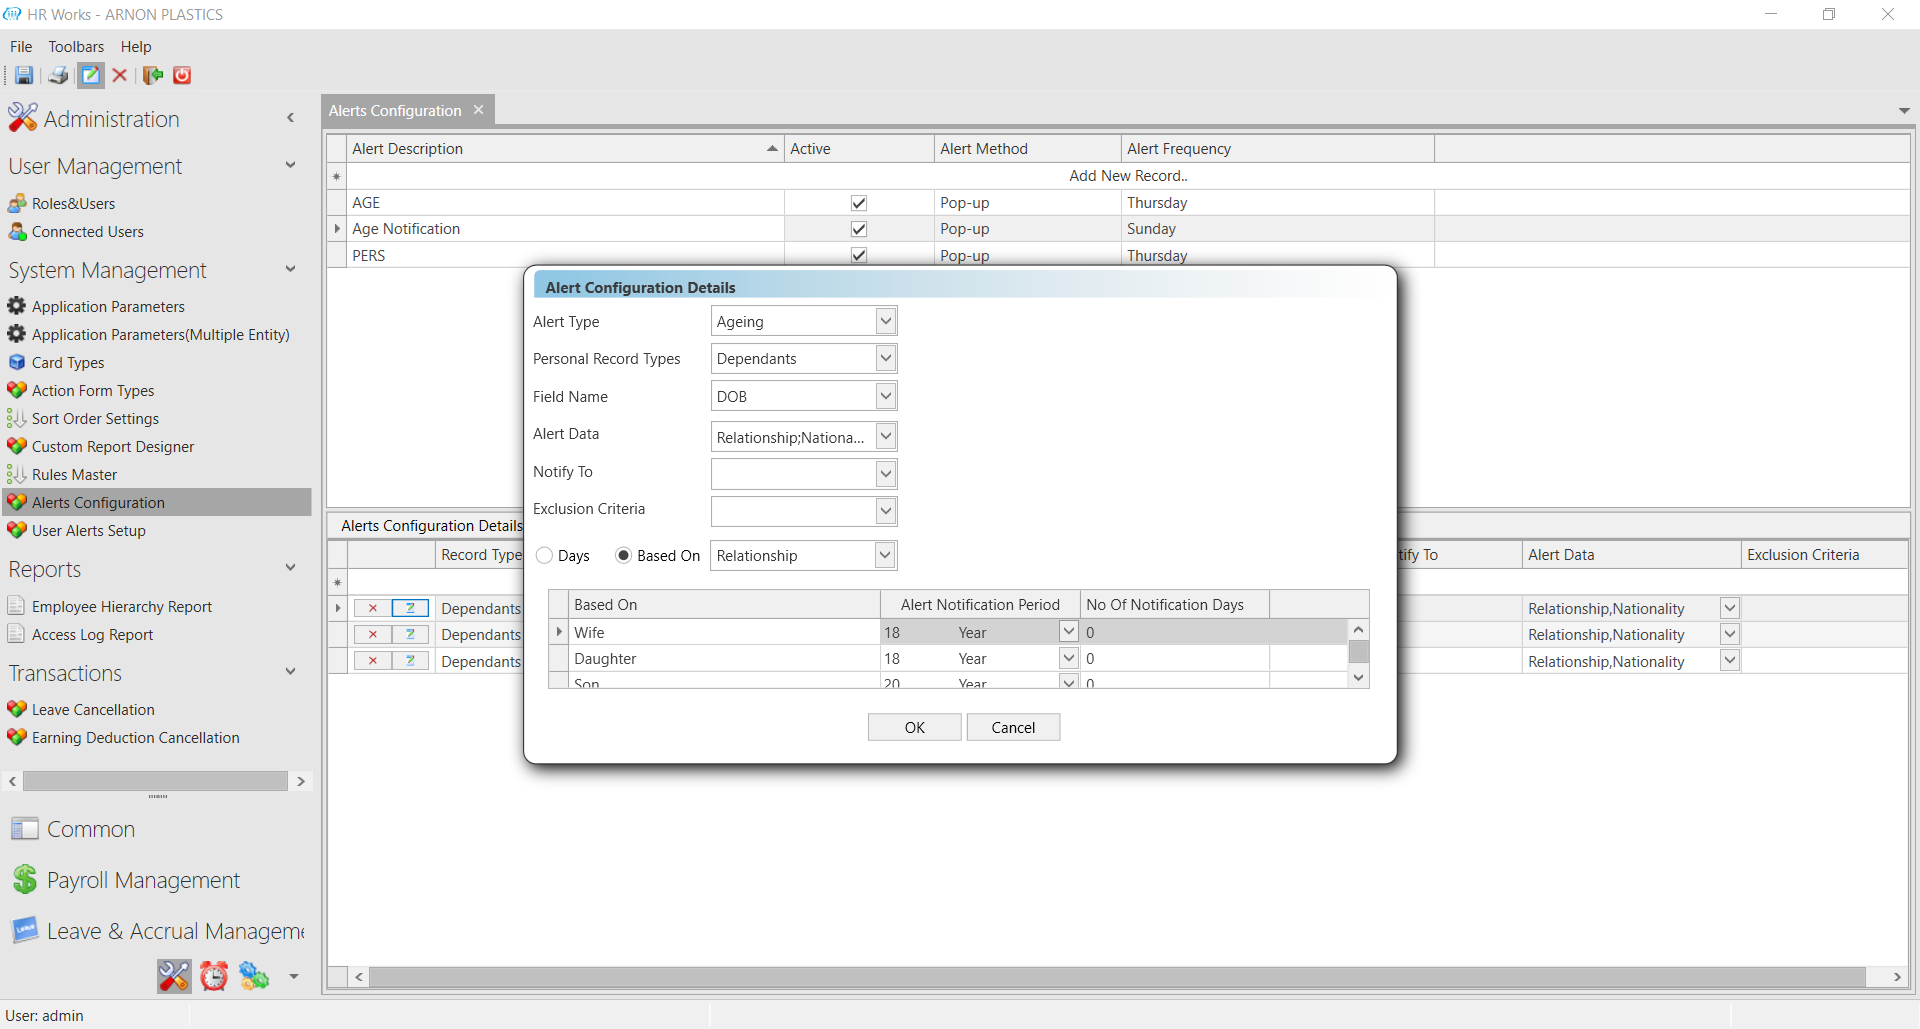 HR Works - ARNON PLASTICS
File Toolbars Help
Administration
User Management
Roles&Users
Connected Users
System Management
Application Parameters
Application Parameters(Multiple Entity)
Card Types
Action Form Types
Sort Order Settings
Custom Report Designer
Rules Master
Alerts Configuration
User Alerts Setup
Reports
Employee Hierarchy Report
Access Log Report
Transactions
Leave Cancellation
Earning Deduction Cancellation
Common
Payroll Management
Leave & Accrual Manageme
User: admin
Alerts Configuration
Alert Description Active Alert Method Alert Frequency
Add New Record..
AGE Pop-up Thursday
Age Notification Pop-up Sunday
PERS Pop-up Thursday
Alert Configuration Details
Alert Type Ageing
Personal Record Types Dependants
Field Name DOB
Alert Data Relationship;Nationa...
Notify To
Exclusion Criteria
Days Based On Relationship
Based On Alert Notification Period No Of Notification Days
Wife 18 Year 0
Daughter 18 Year 0
Son 20 Year 0
OK Cancel
Alerts Configuration Details
Record Type tify To Alert Data Exclusion Criteria
Dependants Relationship,Nationality
Dependants Relationship,Nationality
Dependants Relationship,Nationality